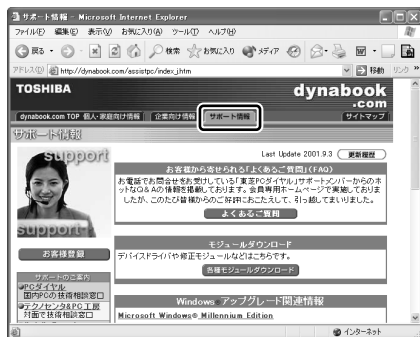 サポート情報 - Microsoft Internet Explorer
ファイル(F) 編集(E) 表示(V) お気に入り(A) ツール(T) ヘルプ(H)
戻る 検索 お気に入り メディア
アドレス(D) http://dynabook.com/assistpc/index_j.htm 移動 リンク »
TOSHIBA dynabook.com
dynabook.com TOP 個人・家庭向け情報 企業向け情報 サポート情報 サイトマップ
サポート情報
support
Last Update 2001.9.3 更新履歴
お客様から寄せられる「よくあるご質問」(FAQ)
お電話でお問合せをお受けしている「東芝PCダイヤル」サポートメンバーからのホットなQ&Aの情報を掲載しております。会員専用ホームページで実施しておりましたが、このたび皆様からのご好評におこたえして、引っ越してまいりました。
よくあるご質問
support
お客様登録
モジュールダウンロード
デバイスドライバや修正モジュールなどはこちらです。
各種モジュールダウンロード
サポートのご案内
PCダイヤル
国内PCの技術相談窓口
テクノセンタ&PC工房
対面で技術相談窓口
Windows アップグレード関連情報
Microsoft Windows® Millennium Edition
インターネット